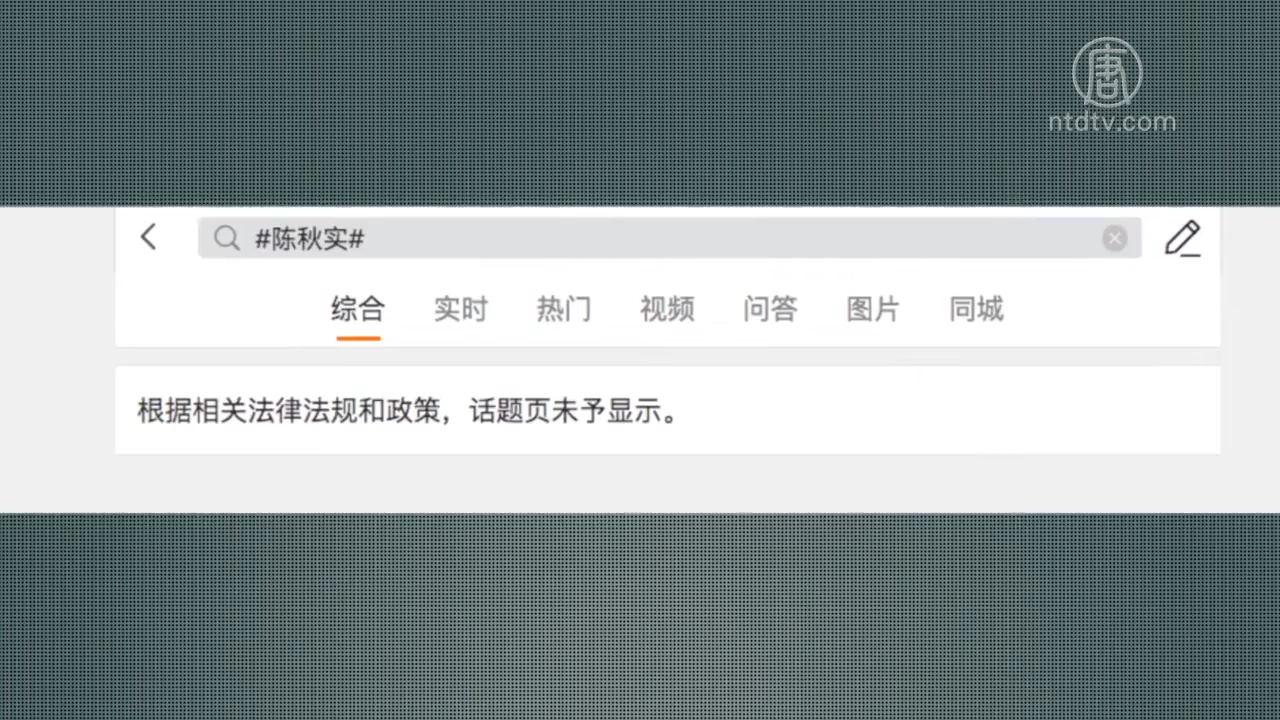 唐
ntdtv.com
#陈秋实#
综合 实时 热门 视频 问答 图片 同城
根据相关法律法规和政策，话题页未予显示。